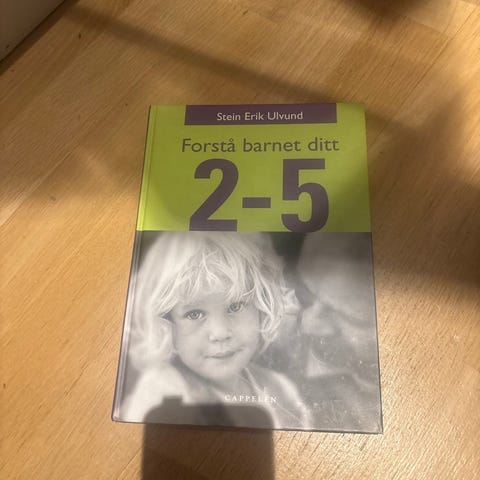 Stein Erik Ulvund
Forstå barnet ditt
2-5
CAPPELEN